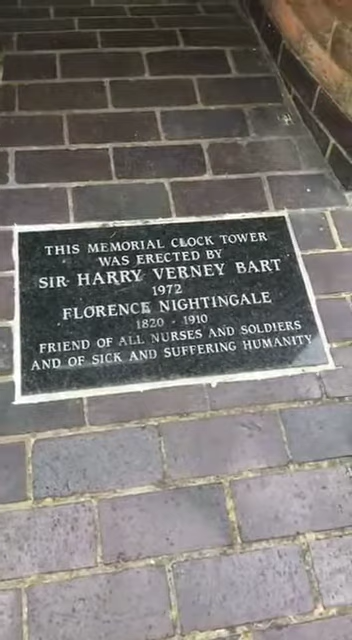 THIS MEMORIAL CLOCK TOWER
WAS ERECTED BY
SIR HARRY VERNEY BART
1972
FLORENCE NIGHTINGALE
1820 - 1910
FRIEND OF ALL NURSES AND SOLDIERS
AND OF SICK AND SUFFERING HUMANITY